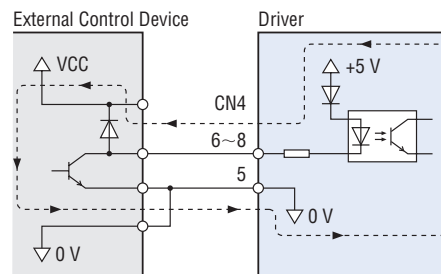 External Control Device
Driver
VCC
CN4
+5 V
6~8
5
0 V
0 V